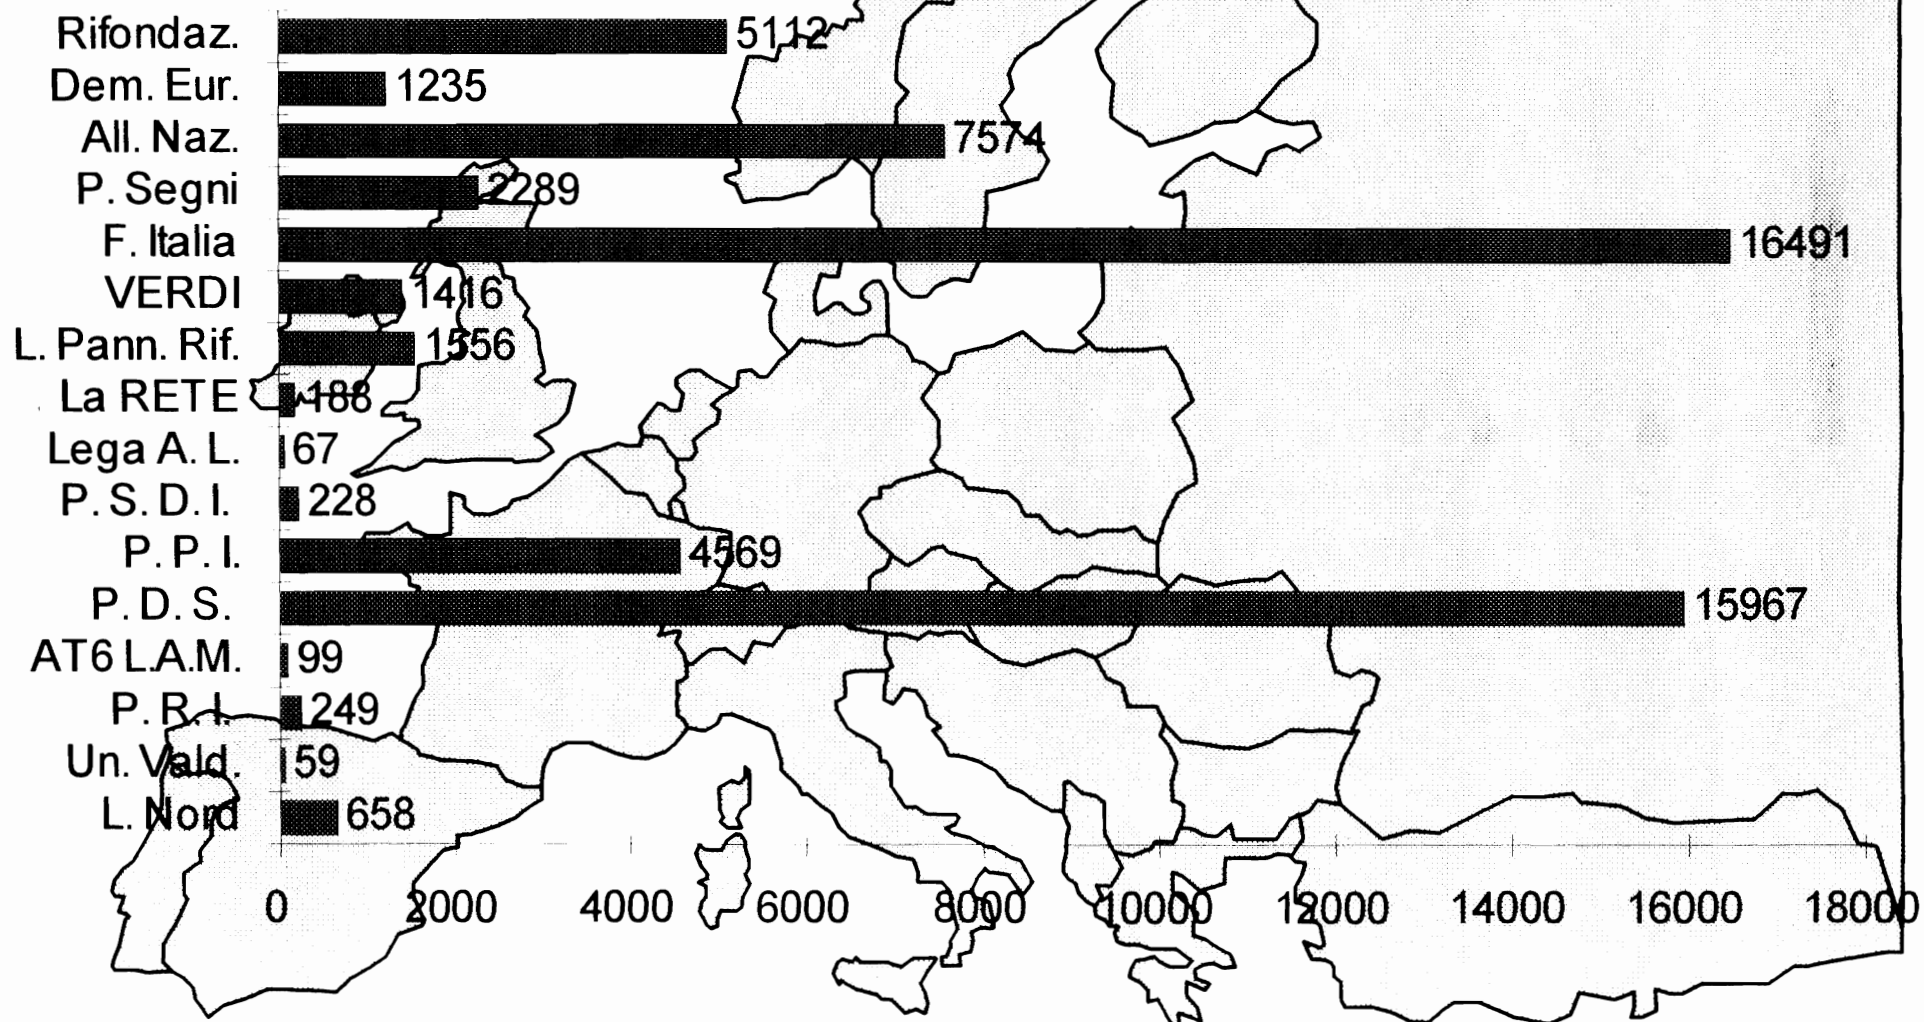 Rifondaz. 5112
Dem. Eur. 1235
All. Naz. 7574
P. Segni 2289
F. Italia 16491
VERDI 1416
L. Pann. Rif. 1556
La RETE 188
Lega A. L. 67
P. S. D. I. 228
P. P. I. 4569
P. D. S. 15967
AT6 L.A.M. 99
P. R. I. 249
Un. Vald. 59
L. Nord 658
0 2000 4000 6000 8000 10000 12000 14000 16000 18000